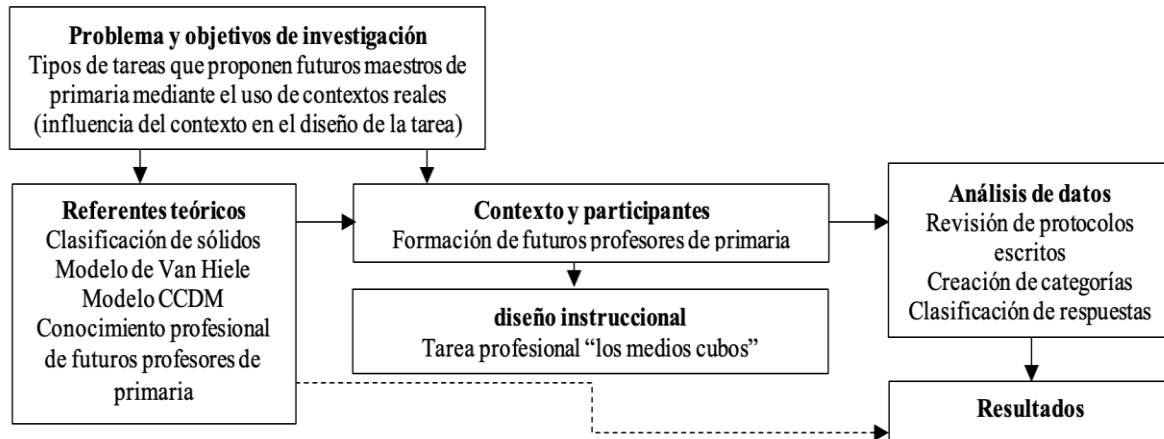 Problema y objetivos de investigación
Tipos de tareas que proponen futuros maestros de
primaria mediante el uso de contextos reales
(influencia del contexto en el diseño de la tarea)
Referentes teóricos
Clasificación de sólidos
Modelo de Van Hiele
Modelo CCDM
Conocimiento profesional
de futuros profesores de
primaria
Contexto y participantes
Formación de futuros profesores de primaria
diseño instruccional
Tarea profesional “los medios cubos”
Análisis de datos
Revisión de protocolos
escritos
Creación de categorías
Clasificación de respuestas
Resultados